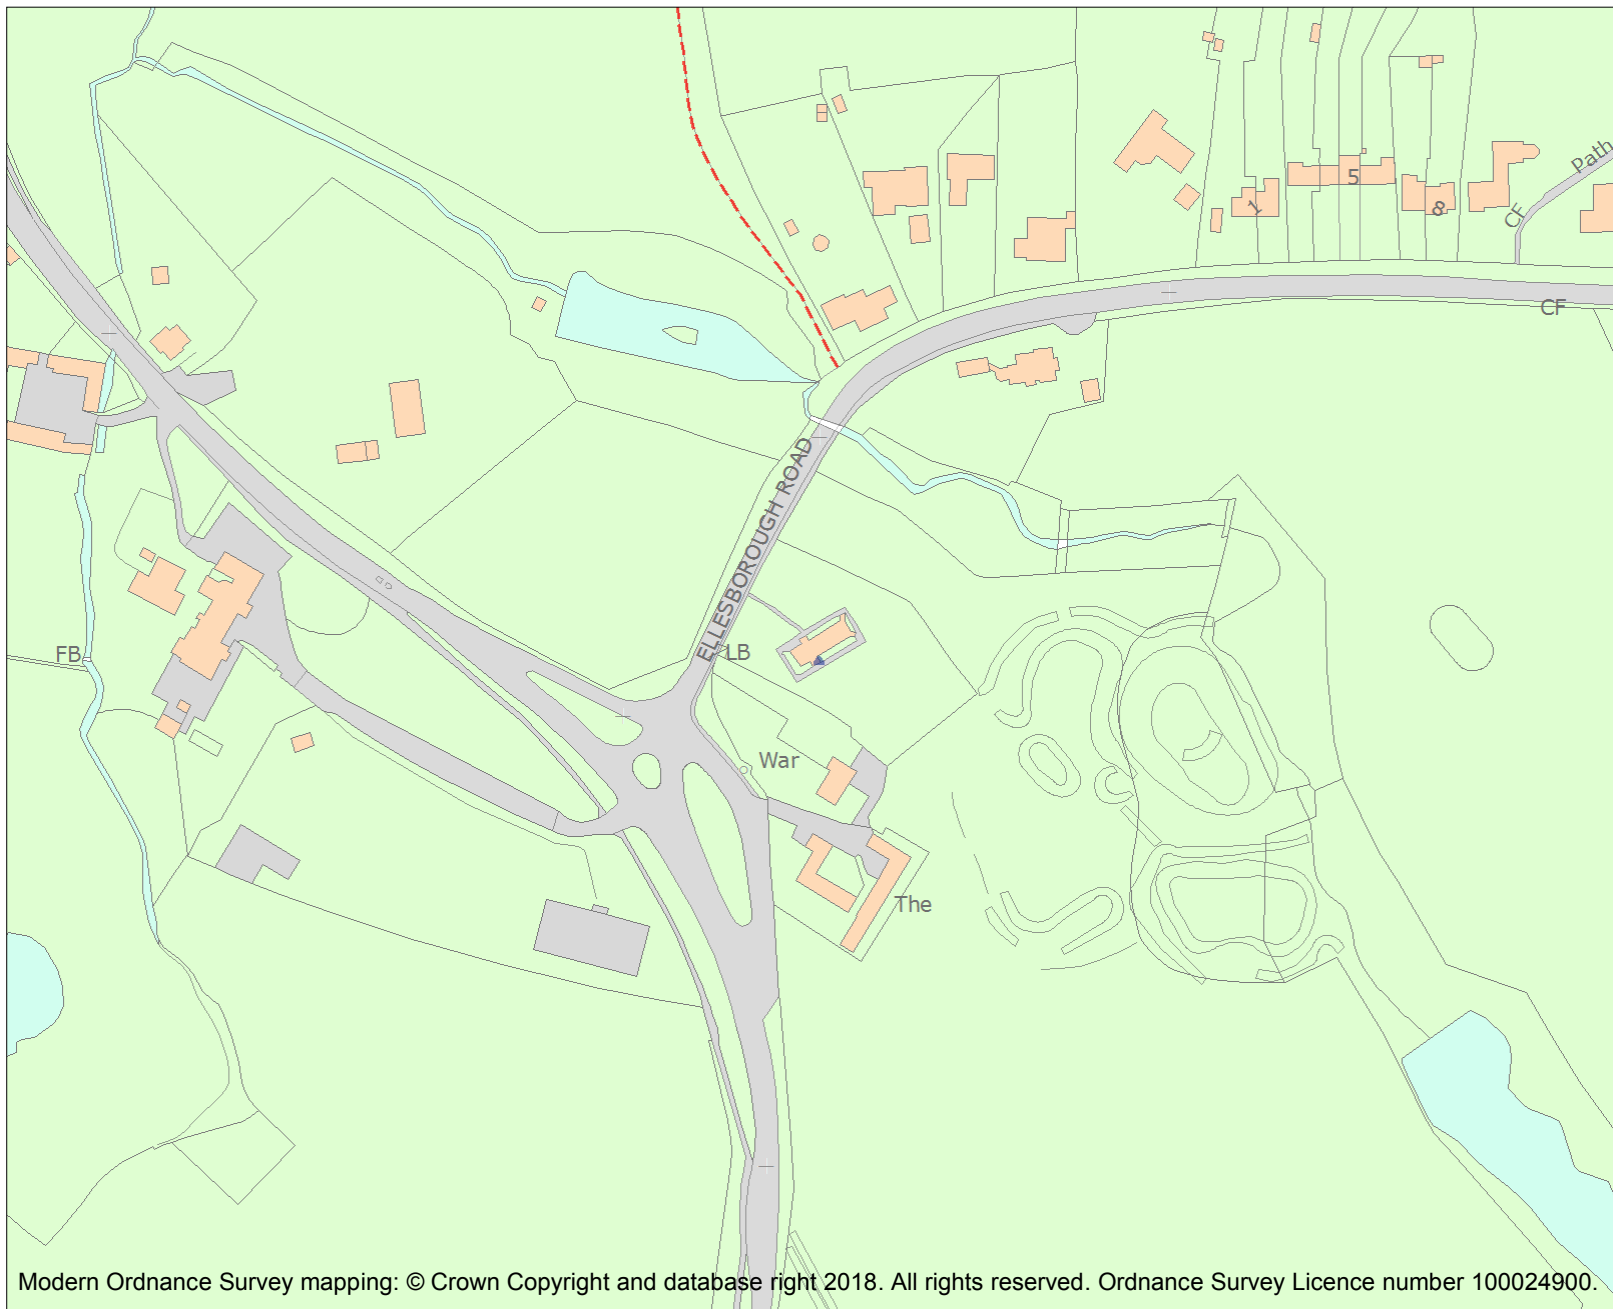 Path
5
1
8
CF
CF
ELLESBOROUGH ROAD
LB
FB
War
The
Modern Ordnance Survey mapping: © Crown Copyright and database right 2018. All rights reserved. Ordnance Survey Licence number 100024900.